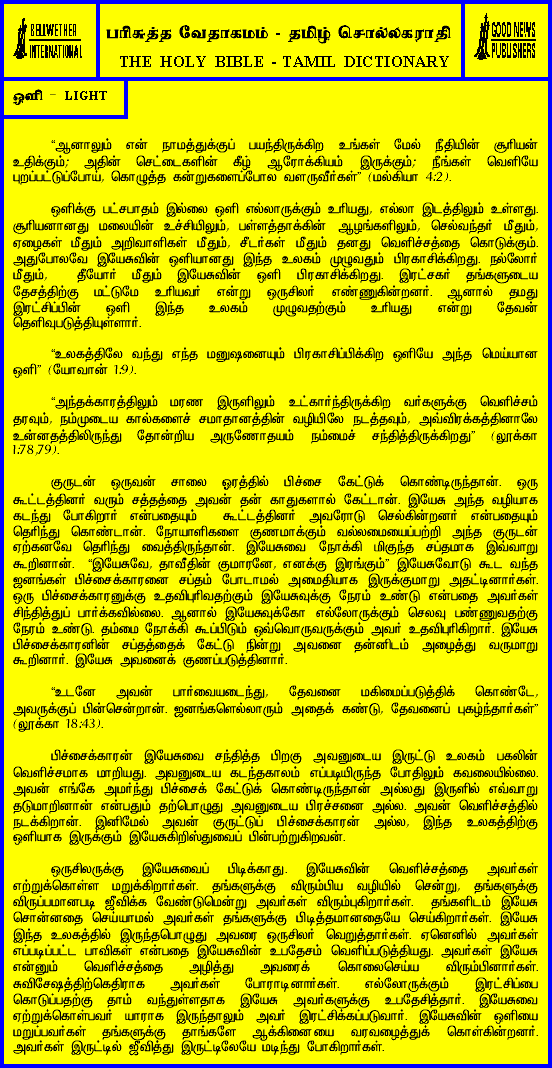 BELLWETHER
INTERNATIONAL
பரிசுத்த வேதாகமம் - தமிழ் சொல்லகராதி
THE HOLY BIBLE - TAMIL DICTIONARY
GOOD NEWS
PUBLISHERS
ஒளி - LIGHT
“ஆனாலும் என் நாமத்துக்குப் பயந்திருக்கிற உங்கள் மேல் நீதியின் சூரியன்
உதிக்கும்; அதின் செட்டைகளின் கீழ் ஆரோக்கியம் இருக்கும்; நீங்கள் வெளியே
புறப்பட்டுப்போய், கொழுத்த கன்றுகளைப்போல வளருவீர்கள்” (மல்கியா 4:2).
ஒளிக்கு பட்சபாதம் இல்லை ஒளி எல்லாருக்கும் உரியது, எல்லா இடத்திலும் உள்ளது.
சூரியனானது மலையின் உச்சியிலும், பள்ளத்தாக்கின் ஆழங்களிலும், செல்வந்தர் மீதும்,
ஏழைகள் மீதும் அறிவாளிகள் மீதும், சீடர்கள் மீதும் தனது வெளிச்சத்தை கொடுக்கும்.
அதுபோலவே இயேசுவின் ஒளியானது இந்த உலகம் முழுவதும் பிரகாசிக்கிறது. நல்லோர்
மீதும், தீயோர் மீதும் இயேசுவின் ஒளி பிரகாசிக்கிறது. இரட்சகர் தங்களுடைய
தேசத்திற்கு மட்டுமே உரியவர் என்று ஒருசிலர் எண்ணுகின்றனர். ஆனால் தமது
இரட்சிப்பின் ஒளி இந்த உலகம் முழுவதற்கும் உரியது என்று தேவன்
தெளிவுபடுத்தியுள்ளார்.
“உலகத்திலே வந்து எந்த மனுஷனையும் பிரகாசிப்பிக்கிற ஒளியே அந்த மெய்யான
ஒளி” (யோவான் 1:9).
“அந்தக்காரத்திலும் மரண இருளிலும் உட்கார்ந்திருக்கிற வர்களுக்கு வெளிச்சம்
தரவும், நம்முடைய கால்களைச் சமாதானத்தின் வழியிலே நடத்தவும், அவ்விரக்கத்தினாலே
உன்னதத்திலிருந்து தோன்றிய அருணோதயம் நம்மைச் சந்தித்திருக்கிறது” (லூக்கா
1:78,79).
குருடன் ஒருவன் சாலை ஓரத்தில் பிச்சை கேட்டுக் கொண்டிருந்தான். ஒரு
கூட்டத்தினர் வரும் சத்தத்தை அவன் தன் காதுகளால் கேட்டான். இயேசு அந்த வழியாக
கடந்து போகிறார் என்பதையும் கூட்டத்தினர் அவரோடு செல்கின்றனர் என்பதையும்
தெரிந்து கொண்டான். நோயாளிகளை குணமாக்கும் வல்லமையைப்பற்றி அந்த குருடன்
ஏற்கனவே தெரிந்து வைத்திருந்தான். இயேசுவை நோக்கி மிகுந்த சப்தமாக இவ்வாறு
கூறினான். “இயேசுவே, தாவீதின் குமாரனே, எனக்கு இரங்கும்” இயேசுவோடு கூட வந்த
ஜனங்கள் பிச்சைக்காரனை சப்தம் போடாமல் அமைதியாக இருக்குமாறு அதட்டினார்கள்.
ஒரு பிச்சைக்காரனுக்கு உதவிபுரிவதற்கும் இயேசுவுக்கு நேரம் உண்டு என்பதை அவர்கள்
சிந்தித்துப் பார்க்கவில்லை. ஆனால் இயேசுவுக்கோ எல்லோருக்கும் செலவு பண்ணுவதற்கு
நேரம் உண்டு. தம்மை நோக்கி கூப்பிடும் ஒவ்வொருவருக்கும் அவர் உதவிபுரிகிறார். இயேசு
பிச்சைக்காரனின் சப்தத்தைக் கேட்டு நின்று அவனை தன்னிடம் அழைத்து வருமாறு
கூறினார். இயேசு அவனைக் குணப்படுத்தினார்.
“உடனே அவன் பார்வையடைந்து, தேவனை மகிமைப்படுத்திக் கொண்டே,
அவருக்குப் பின்சென்றான். ஜனங்களெல்லாரும் அதைக் கண்டு, தேவனைப் புகழ்ந்தார்கள்”
(லூக்கா 18:43).
பிச்சைக்காரன் இயேசுவை சந்தித்த பிறகு அவனுடைய இருட்டு உலகம் பகலின்
வெளிச்சமாக மாறியது. அவனுடைய கடந்தகாலம் எப்படியிருந்த போதிலும் கவலையில்லை.
அவன் எங்கே அமர்ந்து பிச்சைக் கேட்டுக் கொண்டிருந்தான் அல்லது இருளில் எவ்வாறு
தடுமாறினான் என்பதும் தற்பொழுது அவனுடைய பிரச்சனை அல்ல. அவன் வெளிச்சத்தில்
நடக்கிறான். இனிமேல் அவன் குருட்டுப் பிச்சைக்காரன் அல்ல, இந்த உலகத்திற்கு
ஒளியாக இருக்கும் இயேசுகிறிஸ்துவைப் பின்பற்றுகிறவன்.
ஒருசிலருக்கு இயேசுவைப் பிடிக்காது. இயேசுவின் வெளிச்சத்தை அவர்கள்
ஏற்றுக்கொள்ள மறுக்கிறார்கள். தங்களுக்கு விரும்பிய வழியில் சென்று, தங்களுக்கு
விருப்பமானபடி ஜீவிக்க வேண்டுமென்று அவர்கள் விரும்புகிறார்கள். தங்களிடம் இயேசு
சொன்னதை செய்யாமல் அவர்கள் தங்களுக்கு பிடித்தமானதையே செய்கிறார்கள். இயேசு
இந்த உலகத்தில் இருந்தபொழுது அவரை ஒருசிலர் வெறுத்தார்கள். ஏனெனில் அவர்கள்
எப்படிப்பட்ட பாவிகள் என்பதை இயேசுவின் உபதேசம் வெளிப்படுத்தியது. அவர்கள் இயேசு
என்னும் வெளிச்சத்தை அழித்து அவரைக் கொலைசெய்ய விரும்பினார்கள்.
சுவிசேஷத்திற்கெதிராக அவர்கள் போராடினார்கள். எல்லோருக்கும் இரட்சிப்பை
கொடுப்பதற்கு தாம் வந்துள்ளதாக இயேசு அவர்களுக்கு உபதேசித்தார். இயேசுவை
ஏற்றுக்கொள்பவர் யாராக இருந்தாலும் அவர் இரட்சிக்கப்படுவார். இயேசுவின் ஒளியை
மறுப்பவர்கள் தங்களுக்கு தாங்களே ஆக்கினையை வரவழைத்துக் கொள்கின்றனர்.
அவர்கள் இருட்டில் ஜீவித்து இருட்டிலேயே மடிந்து போகிறார்கள்.